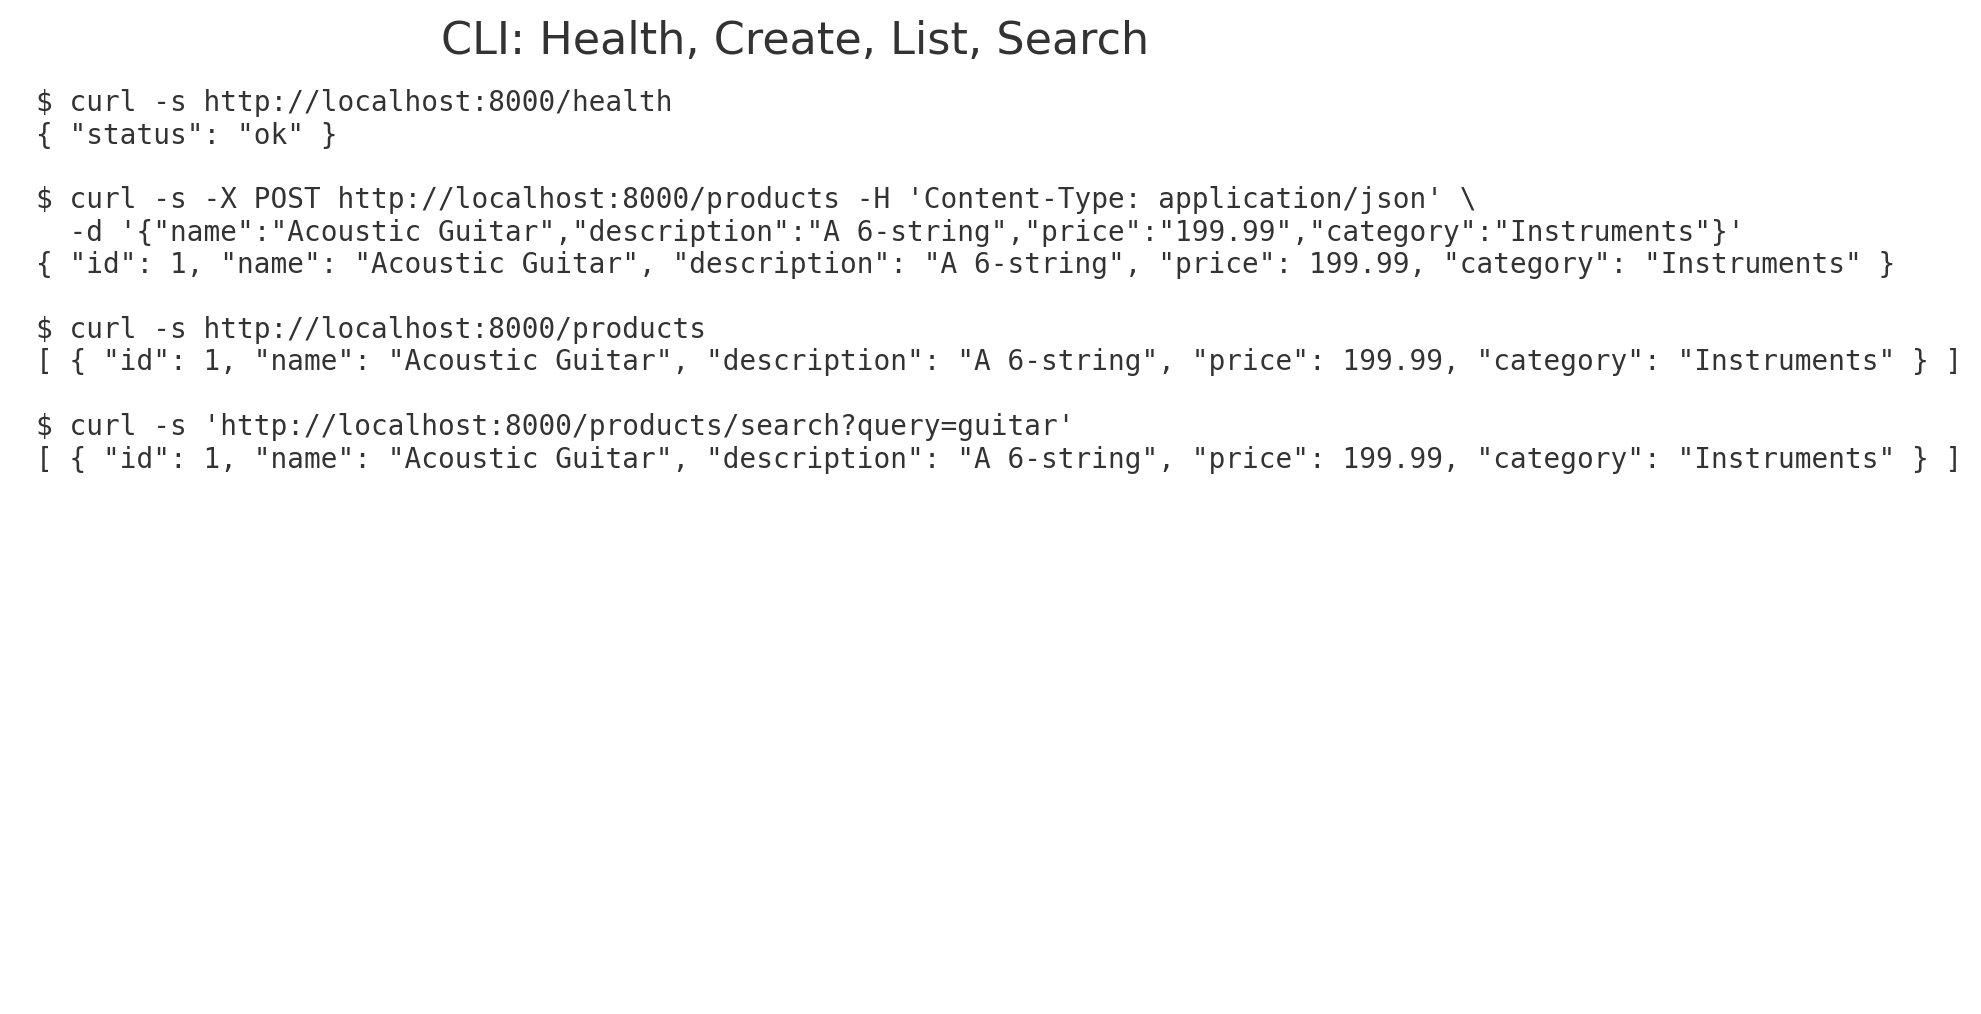 CLI: Health, Create, List, Search
$ curl -s http://localhost:8000/health
{ "status": "ok" }
$ curl -s -X POST http://localhost:8000/products -H 'Content-Type: application/json' \
  -d '{"name":"Acoustic Guitar","description":"A 6-string","price":"199.99","category":"Instruments"}'
{ "id": 1, "name": "Acoustic Guitar", "description": "A 6-string", "price": 199.99, "category": "Instruments" }
$ curl -s http://localhost:8000/products
[ { "id": 1, "name": "Acoustic Guitar", "description": "A 6-string", "price": 199.99, "category": "Instruments" } ]
$ curl -s 'http://localhost:8000/products/search?query=guitar'
[ { "id": 1, "name": "Acoustic Guitar", "description": "A 6-string", "price": 199.99, "category": "Instruments" } ]